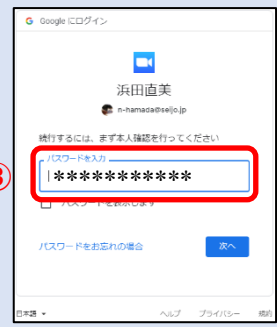 Google にログイン
浜田直美
n-hamada@seijo.jp
続行するには、まず本人確認を行ってください
パスワードを入力
***********
パスワードを表示します
パスワードをお忘れの場合
次へ
日本語
ヘルプ プライバシー 規約